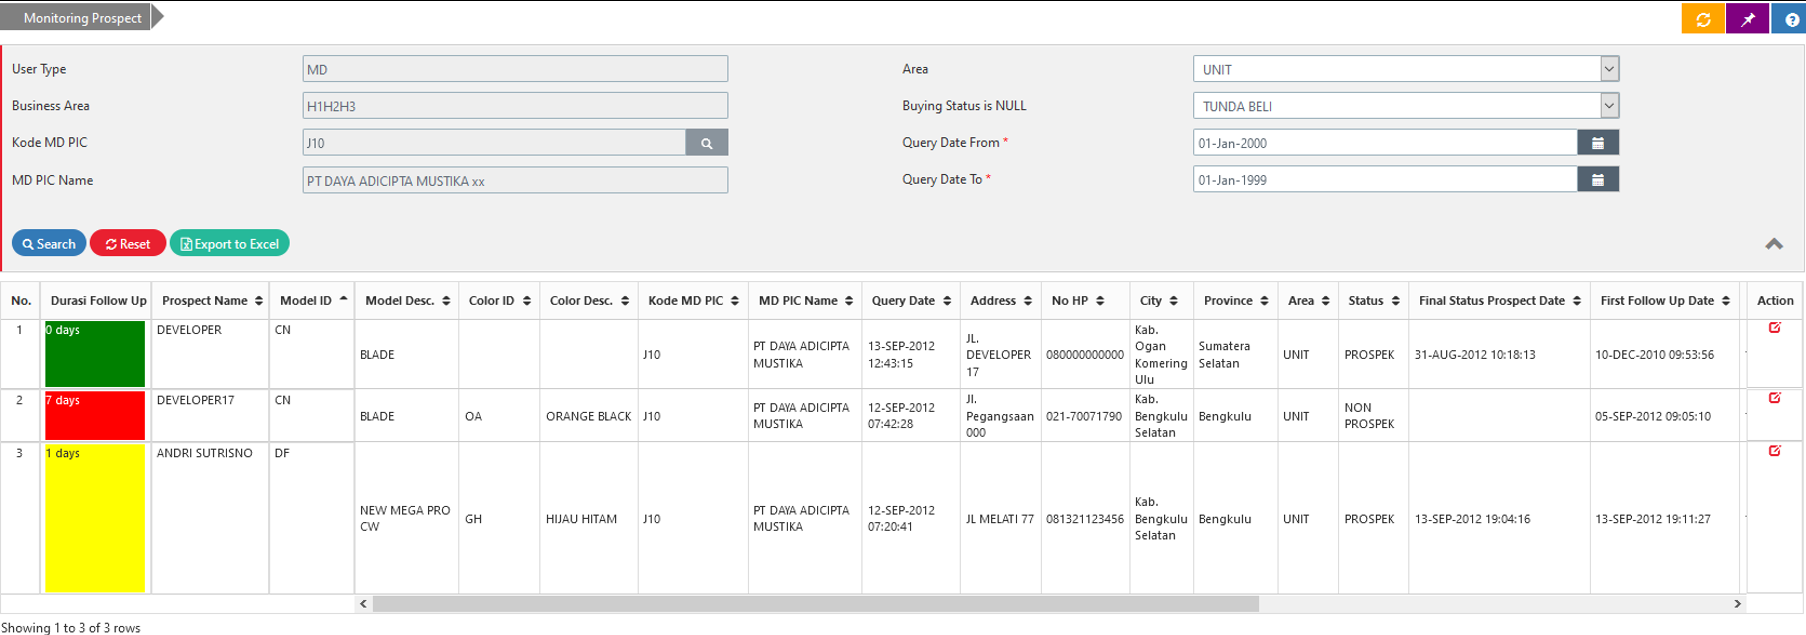 Monitoring Prospect
User Type MD Area UNIT
Business Area H1H2H3 Buying Status is NULL TUNDA BELI
Kode MD PIC J10 Query Date From * 01-Jan-2000
MD PIC Name PT DAYA ADICIPTA MUSTIKA xx Query Date To * 01-Jan-1999
Search Reset Export to Excel
No. Durasi Follow Up Prospect Name Model ID Model Desc. Color ID Color Desc. Kode MD PIC MD PIC Name Query Date Address No HP City Province Area Status Final Status Prospect Date First Follow Up Date Action
1 0 days DEVELOPER CN BLADE J10 PT DAYA ADICIPTA MUSTIKA 13-SEP-2012 12:43:15 JL. DEVELOPER 17 080000000000 Kab. Ogan Komering Ulu Sumatera Selatan UNIT PROSPEK 31-AUG-2012 10:18:13 10-DEC-2010 09:53:56
2 7 days DEVELOPER17 CN BLADE OA ORANGE BLACK J10 PT DAYA ADICIPTA MUSTIKA 12-SEP-2012 07:42:28 Jl. Pegangsaan 000 021-70071790 Kab. Bengkulu Selatan Bengkulu UNIT NON PROSPEK 05-SEP-2012 09:05:10
3 1 days ANDRI SUTRISNO DF NEW MEGA PRO CW GH HIJAU HITAM J10 PT DAYA ADICIPTA MUSTIKA 12-SEP-2012 07:20:41 JL MELATI 77 081321123456 Kab. Bengkulu Selatan Bengkulu UNIT PROSPEK 13-SEP-2012 19:04:16 13-SEP-2012 19:11:27
Showing 1 to 3 of 3 rows